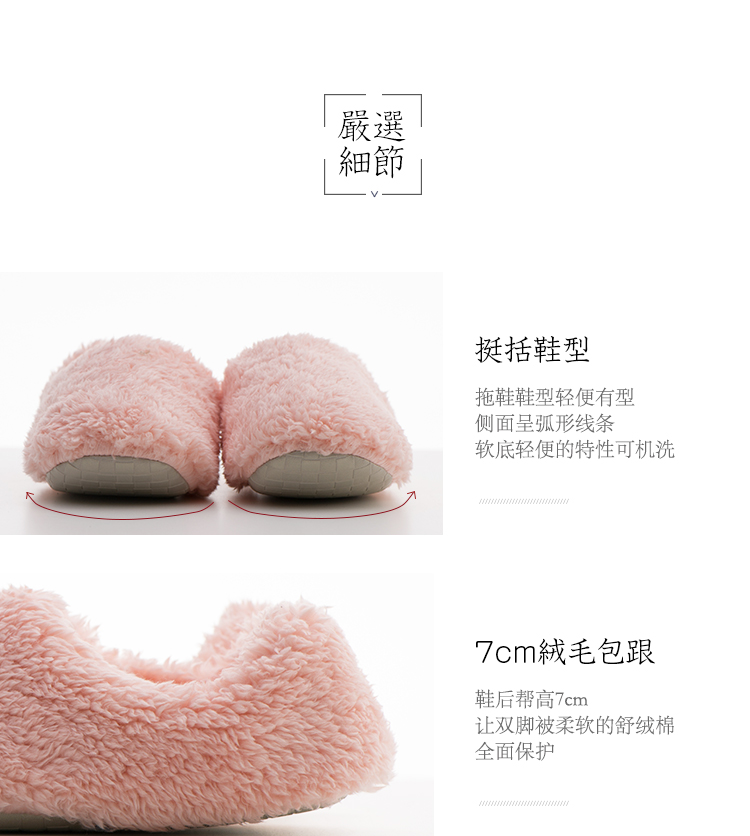 嚴選
細節
挺括鞋型
拖鞋鞋型轻便有型
侧面呈弧形线条
软底轻便的特性可机洗
7cm絨毛包跟
鞋后帮高7cm
让双脚被柔软的舒绒棉
全面保护